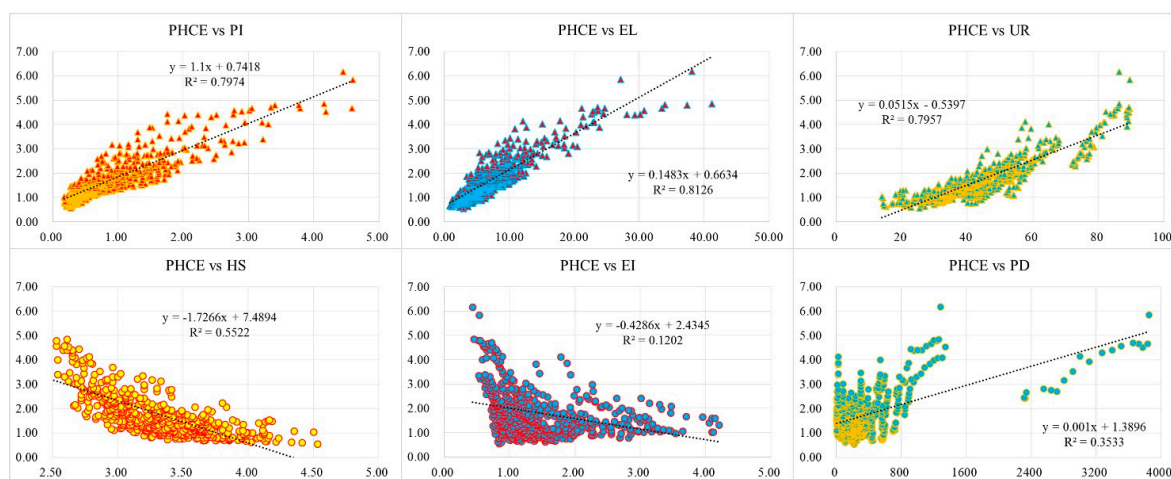 PHCE vs PI
7.00
6.00
5.00
4.00
3.00
2.00
1.00
0.00
y = 1.1x + 0.7418
R² = 0.7974
0.00 1.00 2.00 3.00 4.00 5.00
PHCE vs EL
7.00
6.00
5.00
4.00
3.00
2.00
1.00
0.00
y = 0.1483x + 0.6634
R² = 0.8126
0.00 10.00 20.00 30.00 40.00 50.00
PHCE vs UR
7.00
6.00
5.00
4.00
3.00
2.00
1.00
0.00
y = 0.0515x - 0.5397
R² = 0.7957
0 20 40 60 80 100
PHCE vs HS
7.00
6.00
5.00
4.00
3.00
2.00
1.00
0.00
y = -1.7266x + 7.4894
R² = 0.5522
2.50 3.00 3.50 4.00 4.50 5.00
PHCE vs EI
7.00
6.00
5.00
4.00
3.00
2.00
1.00
0.00
y = -0.4286x + 2.4345
R² = 0.1202
0.00 1.00 2.00 3.00 4.00 5.00
PHCE vs PD
7.00
6.00
5.00
4.00
3.00
2.00
1.00
0.00
y = 0.001x + 1.3896
R² = 0.3533
0 800 1600 2400 3200 4000